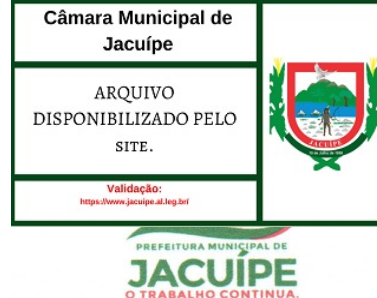 Câmara Municipal de
Jacuípe
ARQUIVO
DISPONIBILIZADO PELO
SITE.
Validação:
https://www.jacuipe.al.leg.br/
JACUÍPE
PREFEITURA MUNICIPAL DE
JACUÍPE
O TRABALHO CONTINUA.